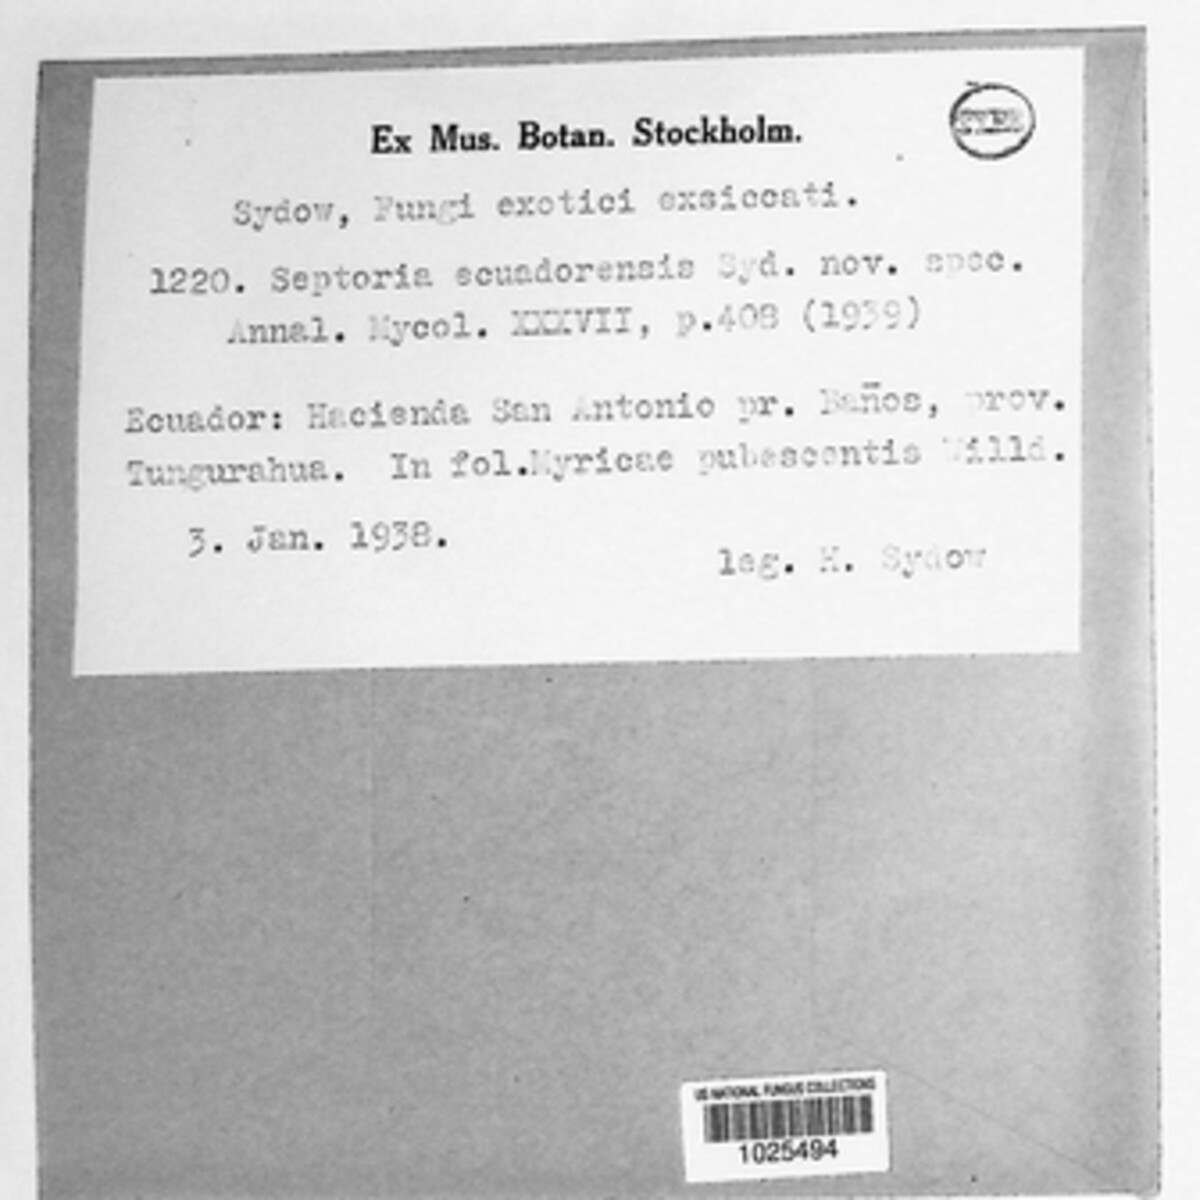 Ex Mus. Botan. Stockholm.
Sydow, Fungi exotici exsiccati.
1220. Septoria ecuadorensis Syd. nov. spec.
Annal. Mycol. XXXVII, p.408 (1939)
Ecuador: Hacienda San Antonio pr. Baños, prov.
Tungurahua. In fol.Myricae pubescentis Willd.
3. Jan. 1938.
leg. H. Sydow
US NATIONAL FUNGUS COLLECTIONS
1025494